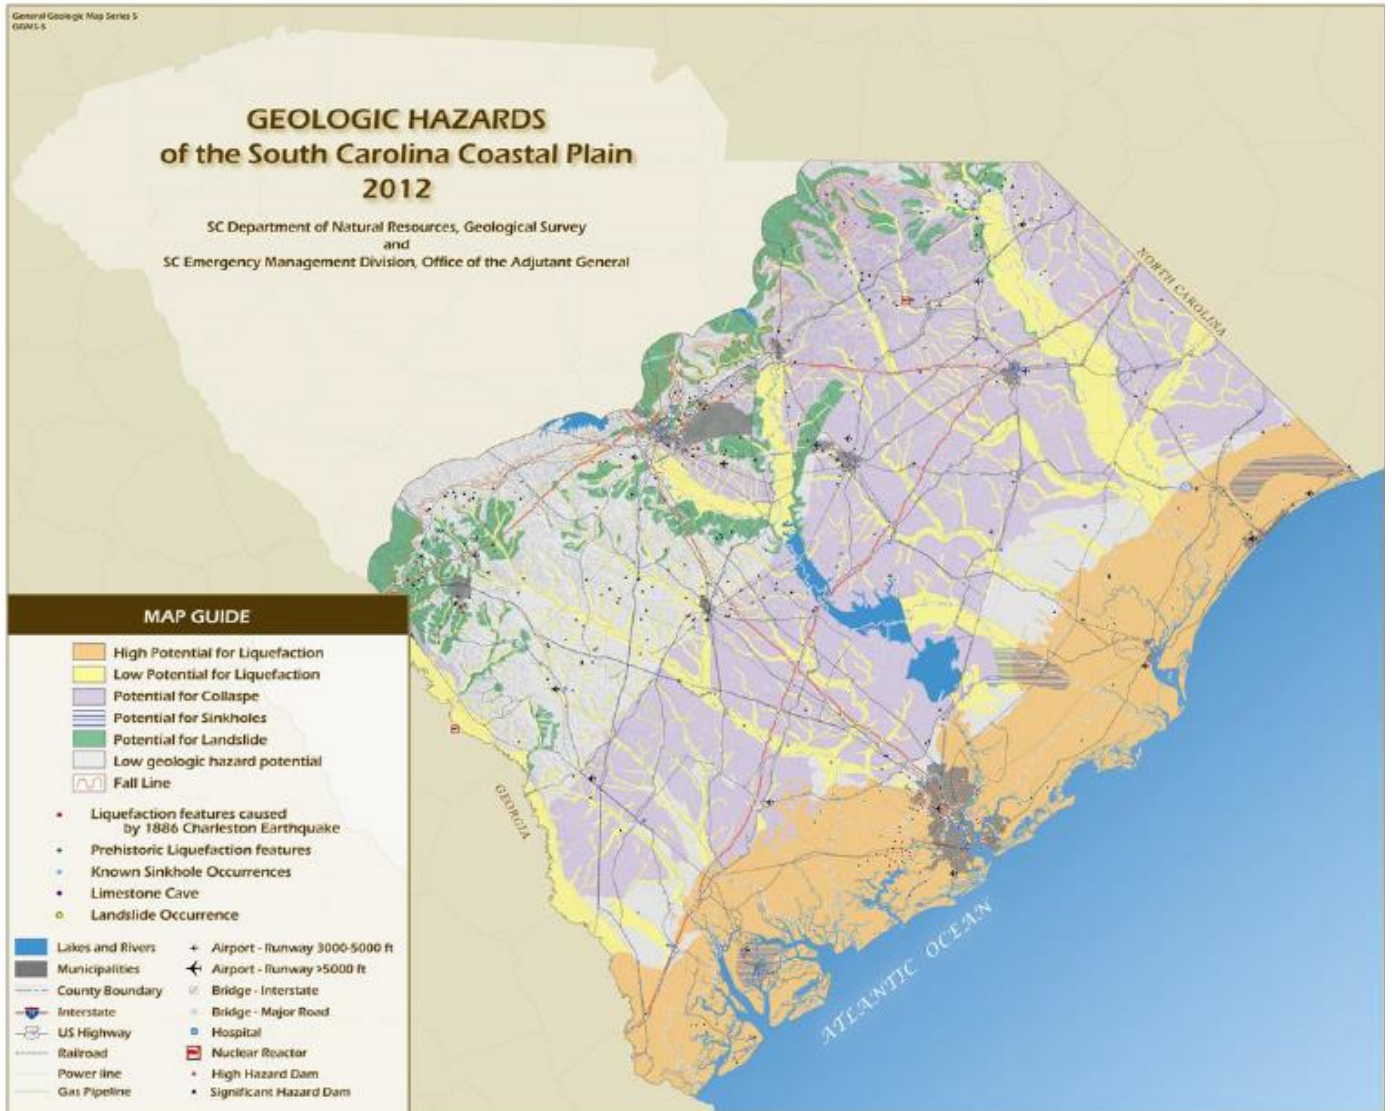 General Geologic Map Series 5
GGMS-5
GEOLOGIC HAZARDS
of the South Carolina Coastal Plain
2012
SC Department of Natural Resources, Geological Survey
and
SC Emergency Management Division, Office of the Adjutant General
NORTH CAROLINA
GEORGIA
ATLANTIC OCEAN
MAP GUIDE
High Potential for Liquefaction
Low Potential for Liquefaction
Potential for Collaspe
Potential for Sinkholes
Potential for Landslide
Low geologic hazard potential
Fall Line
Liquefaction features caused
by 1886 Charleston Earthquake
Prehistoric Liquefaction features
Known Sinkhole Occurrences
Limestone Cave
Landslide Occurrence
Lakes and Rivers
Municipalities
County Boundary
Interstate
US Highway
Railroad
Power line
Gas Pipeline
Airport - Runway 3000-5000 ft
Airport - Runway >5000 ft
Bridge - Interstate
Bridge - Major Road
Hospital
Nuclear Reactor
High Hazard Dam
Significant Hazard Dam